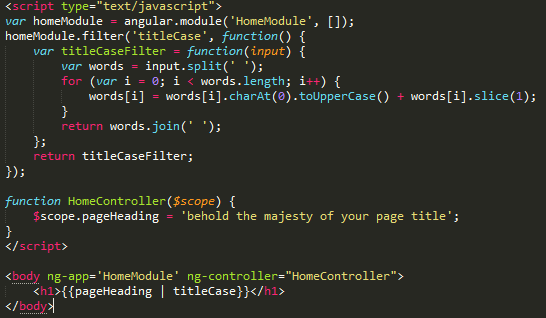 <script type="text/javascript">
var homeModule = angular.module('HomeModule', []);
homeModule.filter('titleCase', function() {
    var titleCaseFilter = function(input) {
        var words = input.split(' ');
        for (var i = 0; i < words.length; i++) {
            words[i] = words[i].charAt(0).toUpperCase() + words[i].slice(1);
        }
        return words.join(' ');
    };
    return titleCaseFilter;
});

function HomeController($scope) {
    $scope.pageHeading = 'behold the majesty of your page title';
}
</script>

<body ng-app='HomeModule' ng-controller="HomeController">
    <h1>{{pageHeading | titleCase}}</h1>
</body>